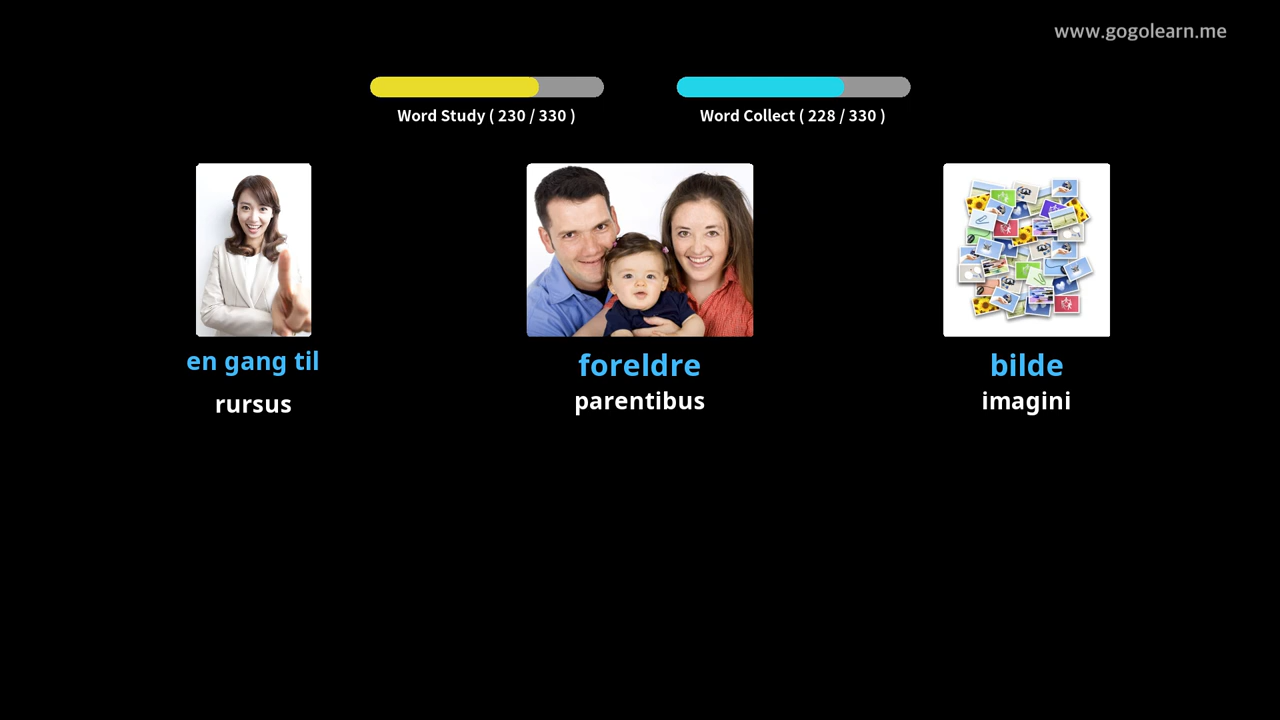 www.gogolearn.me
Word Study ( 230 / 330 )
Word Collect ( 228 / 330 )
en gang til
rursus
foreldre
parentibus
bilde
imagini